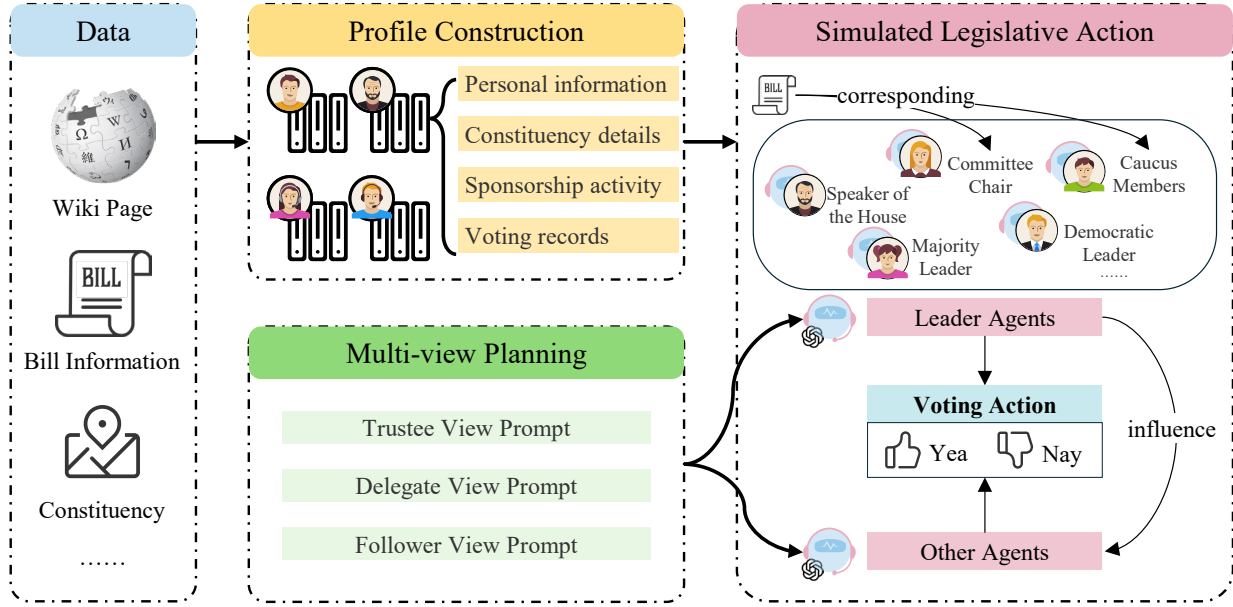 Data
Wiki Page
BILL
Bill Information
Constituency
......
Profile Construction
Personal information
Constituency details
Sponsorship activity
Voting records
Multi-view Planning
Trustee View Prompt
Delegate View Prompt
Follower View Prompt
Simulated Legislative Action
BILL
corresponding
Committee
Chair
Caucus
Members
Speaker of
the House
Majority
Leader
Democratic
Leader
......
Leader Agents
Voting Action
Yea
Nay
influence
Other Agents